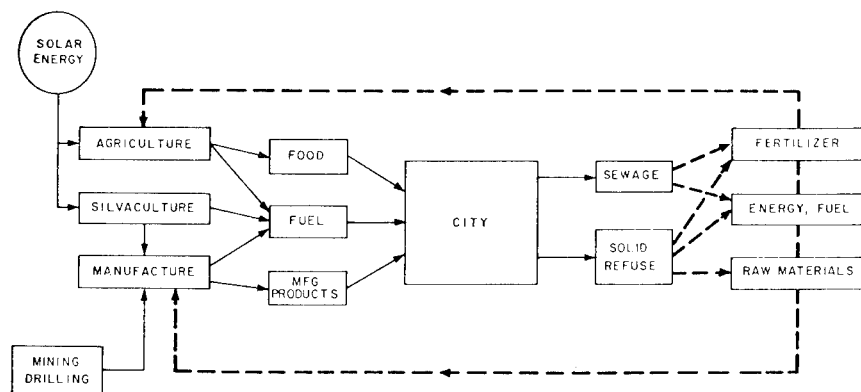 SOLAR
ENERGY
AGRICULTURE
FOOD
FERTILIZER
SEWAGE
SILVACULTURE
FUEL
CITY
ENERGY, FUEL
SOLID
REFUSE
MANUFACTURE
MFG
PRODUCTS
RAW MATERIALS
MINING
DRILLING